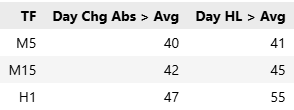 TF Day Chg Abs > Avg Day HL > Avg
M5 40 41
M15 42 45
H1 47 55